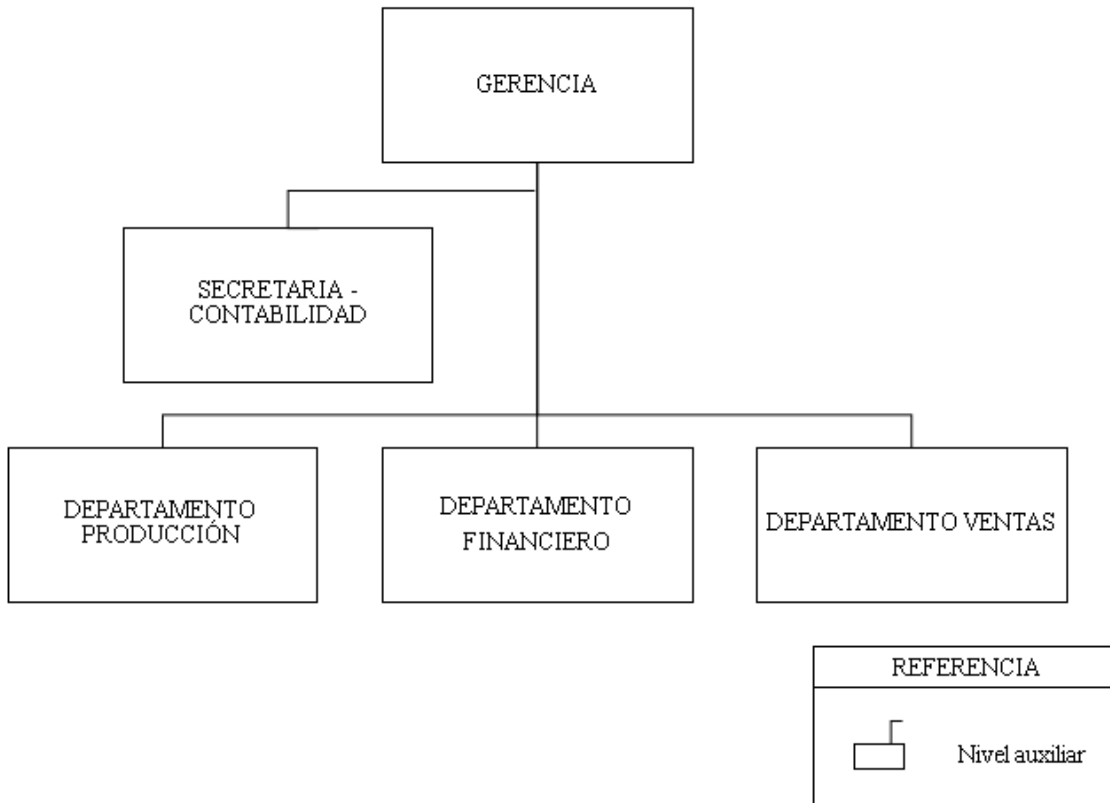 GERENCIA
SECRETARIA -
CONTABILIDAD
DEPARTAMENTO
PRODUCCIÓN
DEPARTAMENTO
FINANCIERO
DEPARTAMENTO VENTAS
REFERENCIA
Nivel auxiliar